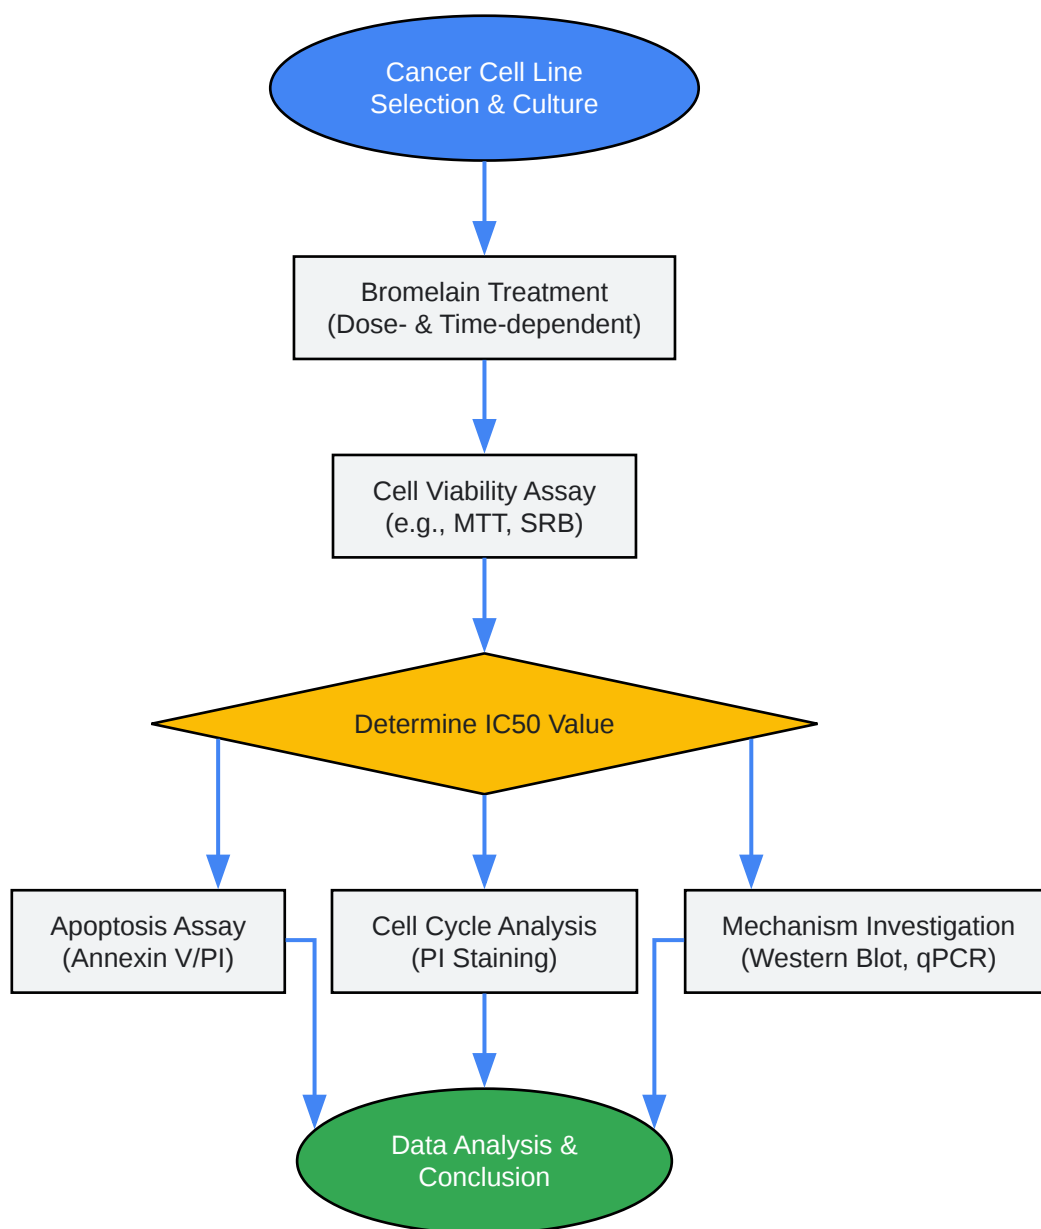 Cancer Cell Line
Selection & Culture
Bromelain Treatment
(Dose- & Time-dependent)
Cell Viability Assay
(e.g., MTT, SRB)
Determine IC50 Value
Apoptosis Assay
(Annexin V/PI)
Cell Cycle Analysis
(PI Staining)
Mechanism Investigation
(Western Blot, qPCR)
Data Analysis &
Conclusion